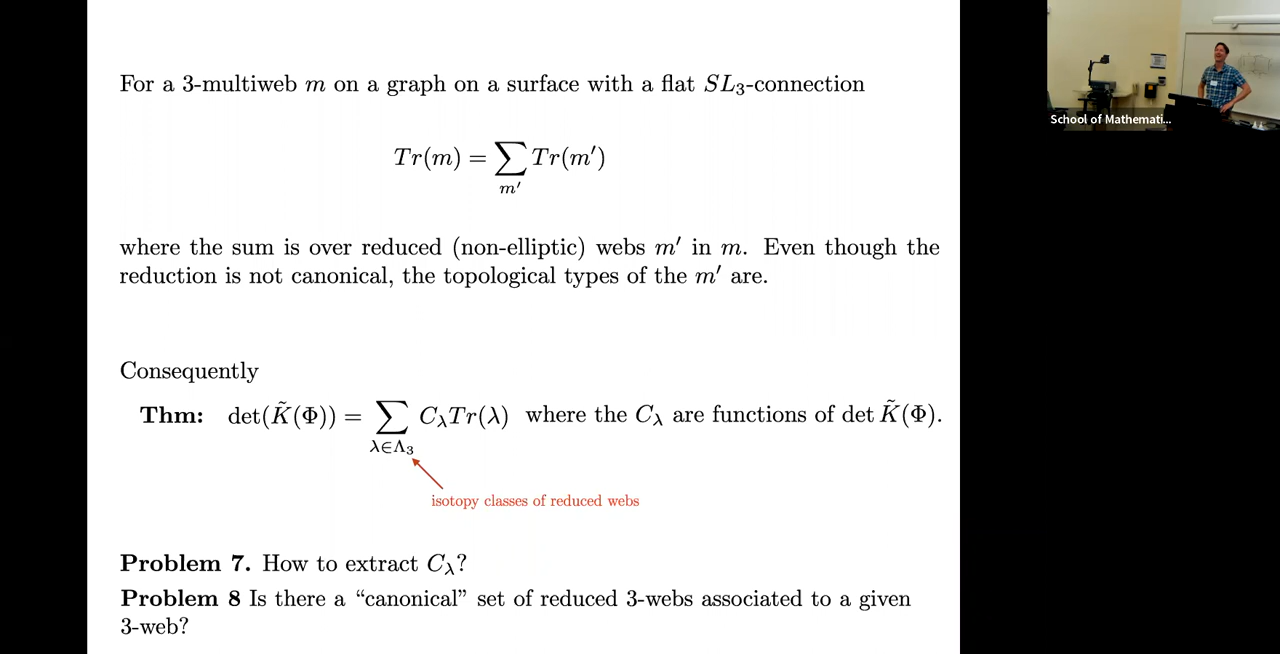 For a 3-multiweb m on a graph on a surface with a flat SL₃-connection
Tr(m) = ∑ Tr(m′)
m′
where the sum is over reduced (non-elliptic) webs m′ in m. Even though the
reduction is not canonical, the topological types of the m′ are.
Consequently
Thm: det(K̃(Φ)) = ∑ C_λTr(λ) where the C_λ are functions of det K̃(Φ).
λ∈Λ₃
isotopy classes of reduced webs
Problem 7. How to extract C_λ?
Problem 8 Is there a “canonical” set of reduced 3-webs associated to a given
3-web?
School of Mathemati...